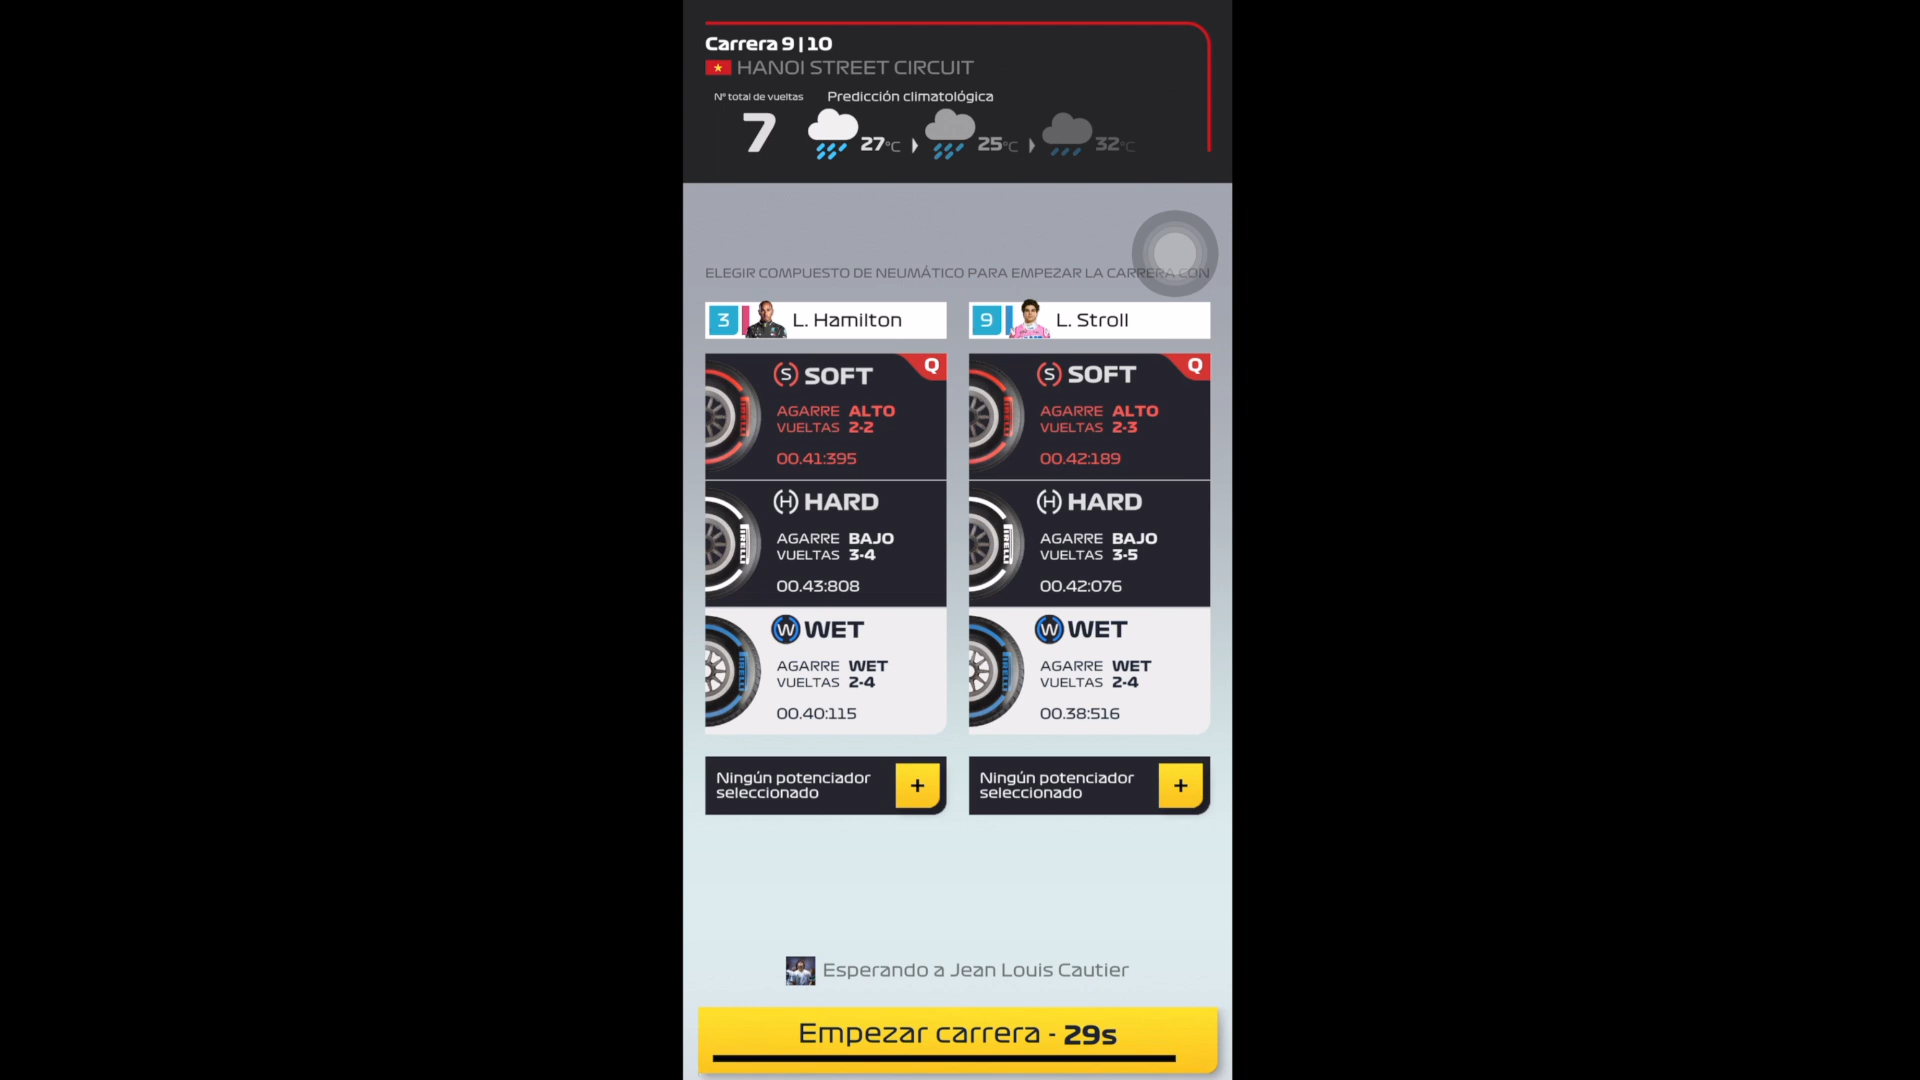 Carrera 9|10
HANOI STREET CIRCUIT
Nº total de vueltas
Predicción climatológica
7
27°C
25°C
32°C
ELEGIR COMPUESTO DE NEUMÁTICO PARA EMPEZAR LA CARRERA CON
3
L. Hamilton
9
L. Stroll
Q
S SOFT
AGARRE ALTO
VUELTAS 2-2
00.41:395
H HARD
AGARRE BAJO
VUELTAS 3-4
00.43:808
W WET
AGARRE WET
VUELTAS 2-4
00.40:115
Q
S SOFT
AGARRE ALTO
VUELTAS 2-3
00.42:189
H HARD
AGARRE BAJO
VUELTAS 3-5
00.42:076
W WET
AGARRE WET
VUELTAS 2-4
00.38:516
Ningún potenciador
seleccionado
+
Ningún potenciador
seleccionado
+
Esperando a Jean Louis Cautier
Empezar carrera - 29s